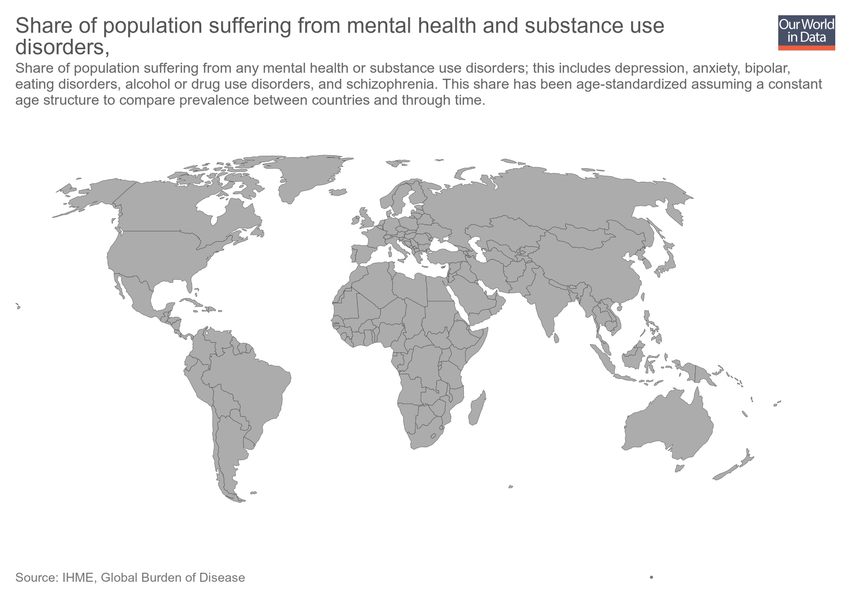 Share of population suffering from mental health and substance use
disorders,
Our World
in Data
Share of population suffering from any mental health or substance use disorders; this includes depression, anxiety, bipolar,
eating disorders, alcohol or drug use disorders, and schizophrenia. This share has been age-standardized assuming a constant
age structure to compare prevalence between countries and through time.
Source: IHME, Global Burden of Disease
•